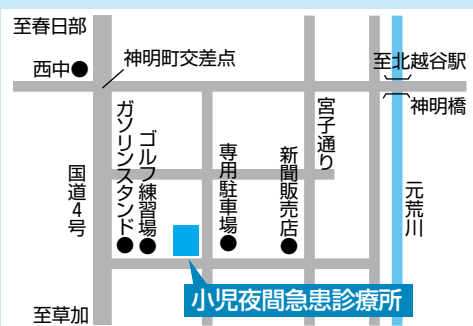 至春日部
西中
神明町交差点
至北越谷駅
神明橋
宮子通り
ガソリンスタンド
ゴルフ練習場
専用駐車場
新聞販売店
国道4号
元荒川
小児夜間急患診療所
至草加